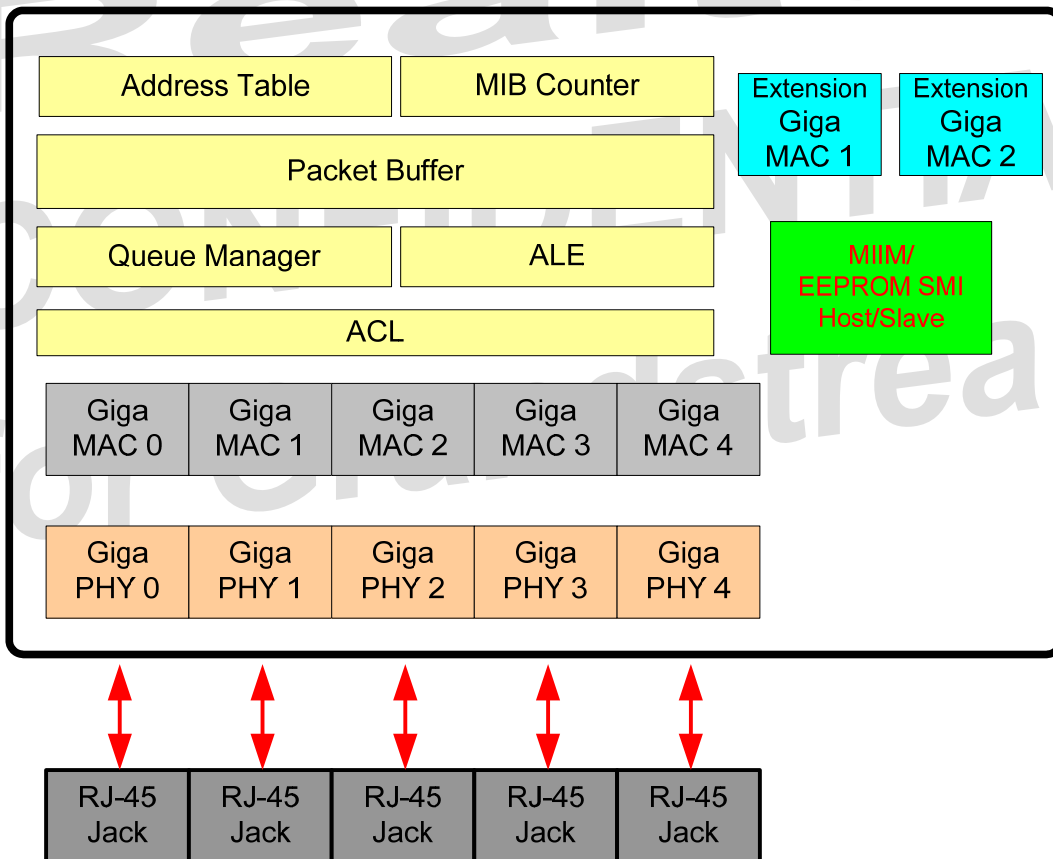 Address Table
MIB Counter
Extension
Giga
MAC 1
Extension
Giga
MAC 2
Packet Buffer
Queue Manager
ALE
MIIM/
EEPROM SMI
Host/Slave
ACL
Giga
MAC 0
Giga
MAC 1
Giga
MAC 2
Giga
MAC 3
Giga
MAC 4
Giga
PHY 0
Giga
PHY 1
Giga
PHY 2
Giga
PHY 3
Giga
PHY 4
RJ-45
Jack
RJ-45
Jack
RJ-45
Jack
RJ-45
Jack
RJ-45
Jack